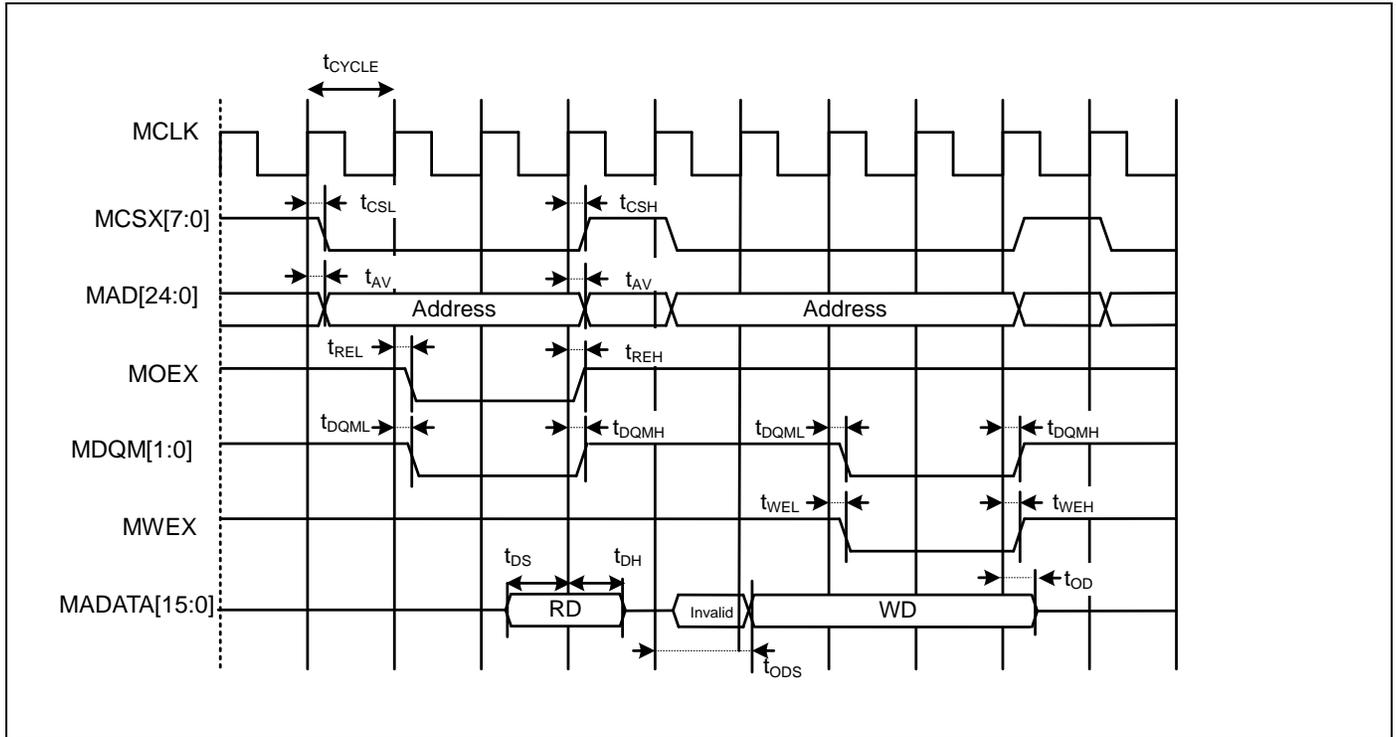 tCYCLE
MCLK
tCSL
tCSH
MCSX[7:0]
tAV
tAV
MAD[24:0]
Address
Address
tREL
tREH
MOEX
tDQML
tDQMH
tDQML
tDQMH
MDQM[1:0]
tWEL
tWEH
MWEX
tDS
tDH
tOD
MADATA[15:0]
RD
Invalid
WD
tODS